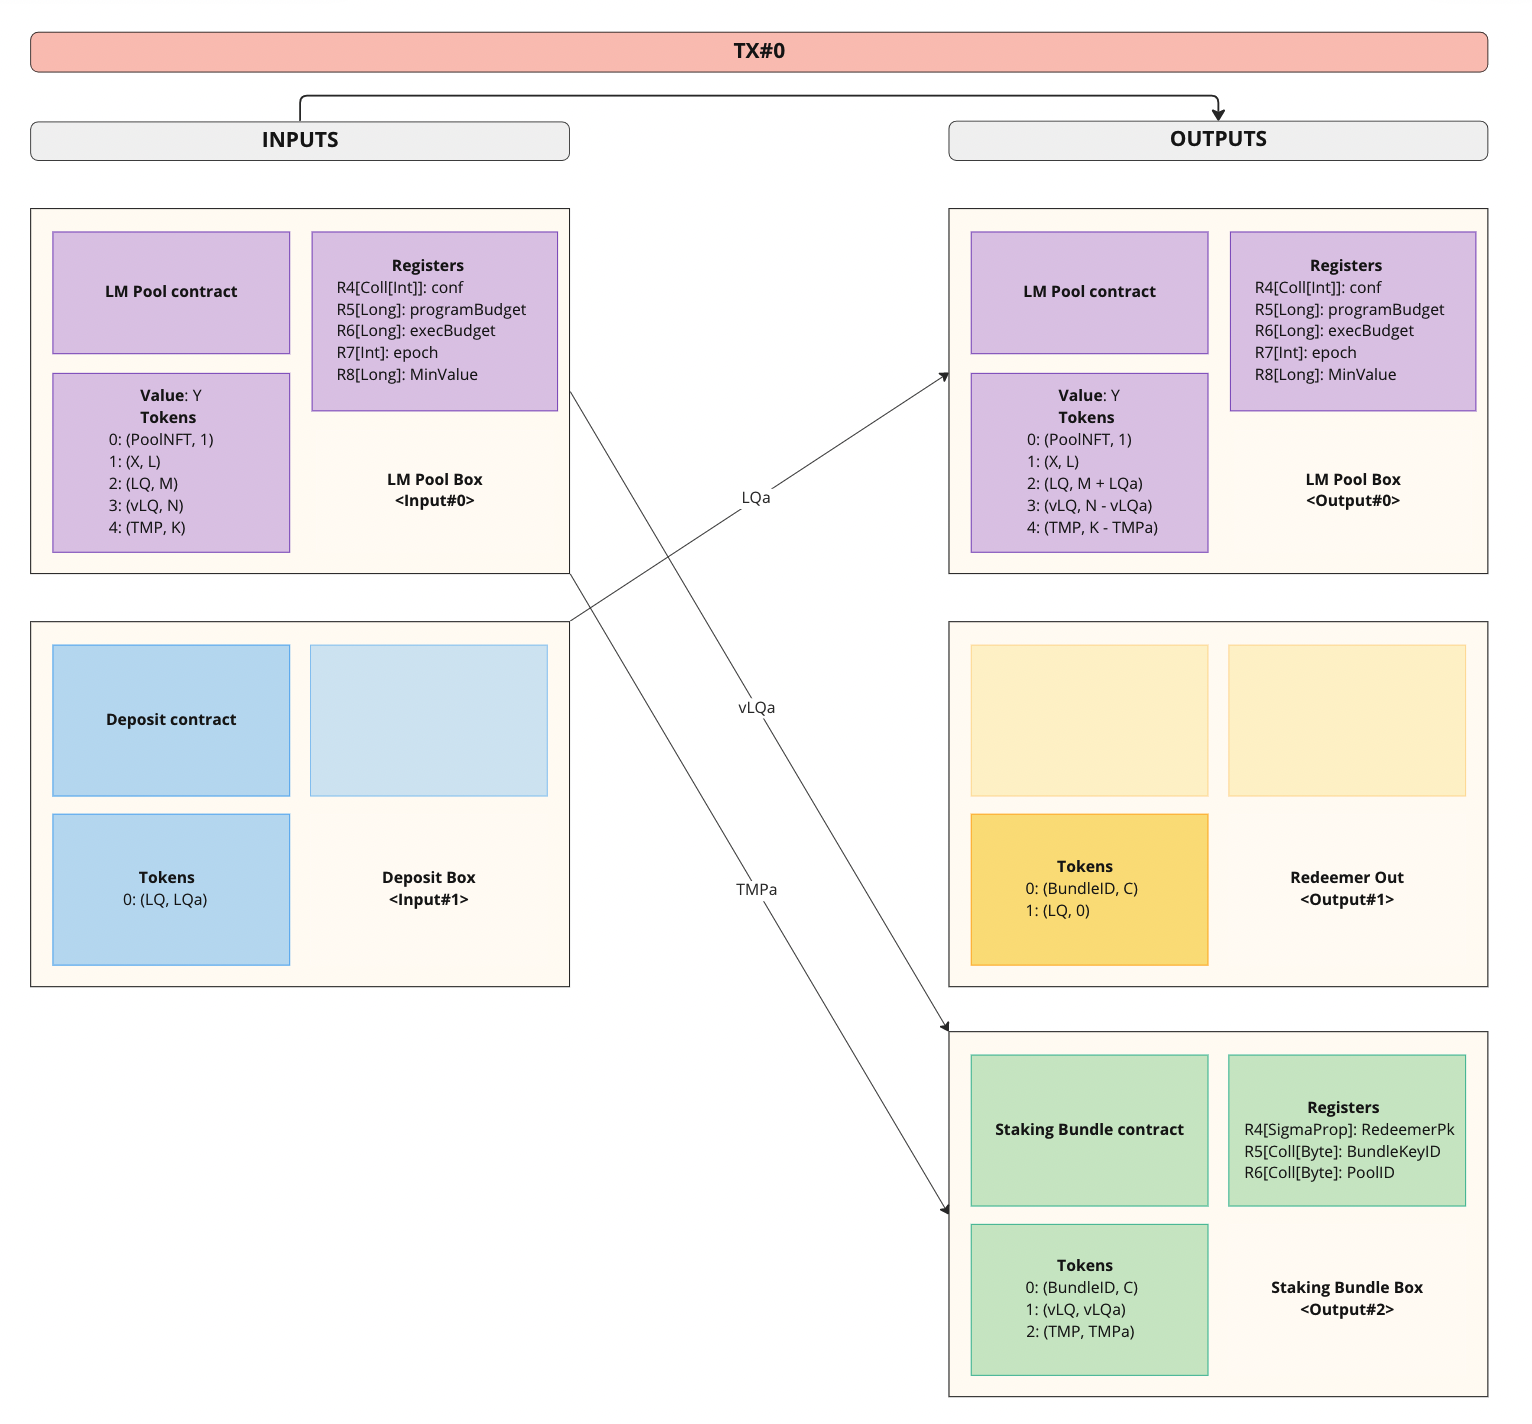 TX#0
INPUTS
OUTPUTS
LM Pool contract
Registers
R4[Coll[Int]]: conf
R5[Long]: programBudget
R6[Long]: execBudget
R7[Int]: epoch
R8[Long]: MinValue
Value: Y
Tokens
0: (PoolNFT, 1)
1: (X, L)
2: (LQ, M)
3: (vLQ, N)
4: (TMP, K)
LM Pool Box
<Input#0>
LM Pool contract
Registers
R4[Coll[Int]]: conf
R5[Long]: programBudget
R6[Long]: execBudget
R7[Int]: epoch
R8[Long]: MinValue
Value: Y
Tokens
0: (PoolNFT, 1)
1: (X, L)
2: (LQ, M + LQa)
3: (vLQ, N - vLQa)
4: (TMP, K - TMPa)
LM Pool Box
<Output#0>
LQa
vLQa
TMPa
Deposit contract
Tokens
0: (LQ, LQa)
Deposit Box
<Input#1>
Tokens
0: (BundleID, C)
1: (LQ, 0)
Redeemer Out
<Output#1>
Staking Bundle contract
Registers
R4[SigmaProp]: RedeemerPk
R5[Coll[Byte]: BundleKeyID
R6[Coll[Byte]: PoolID
Tokens
0: (BundleID, C)
1: (vLQ, vLQa)
2: (TMP, TMPa)
Staking Bundle Box
<Output#2>